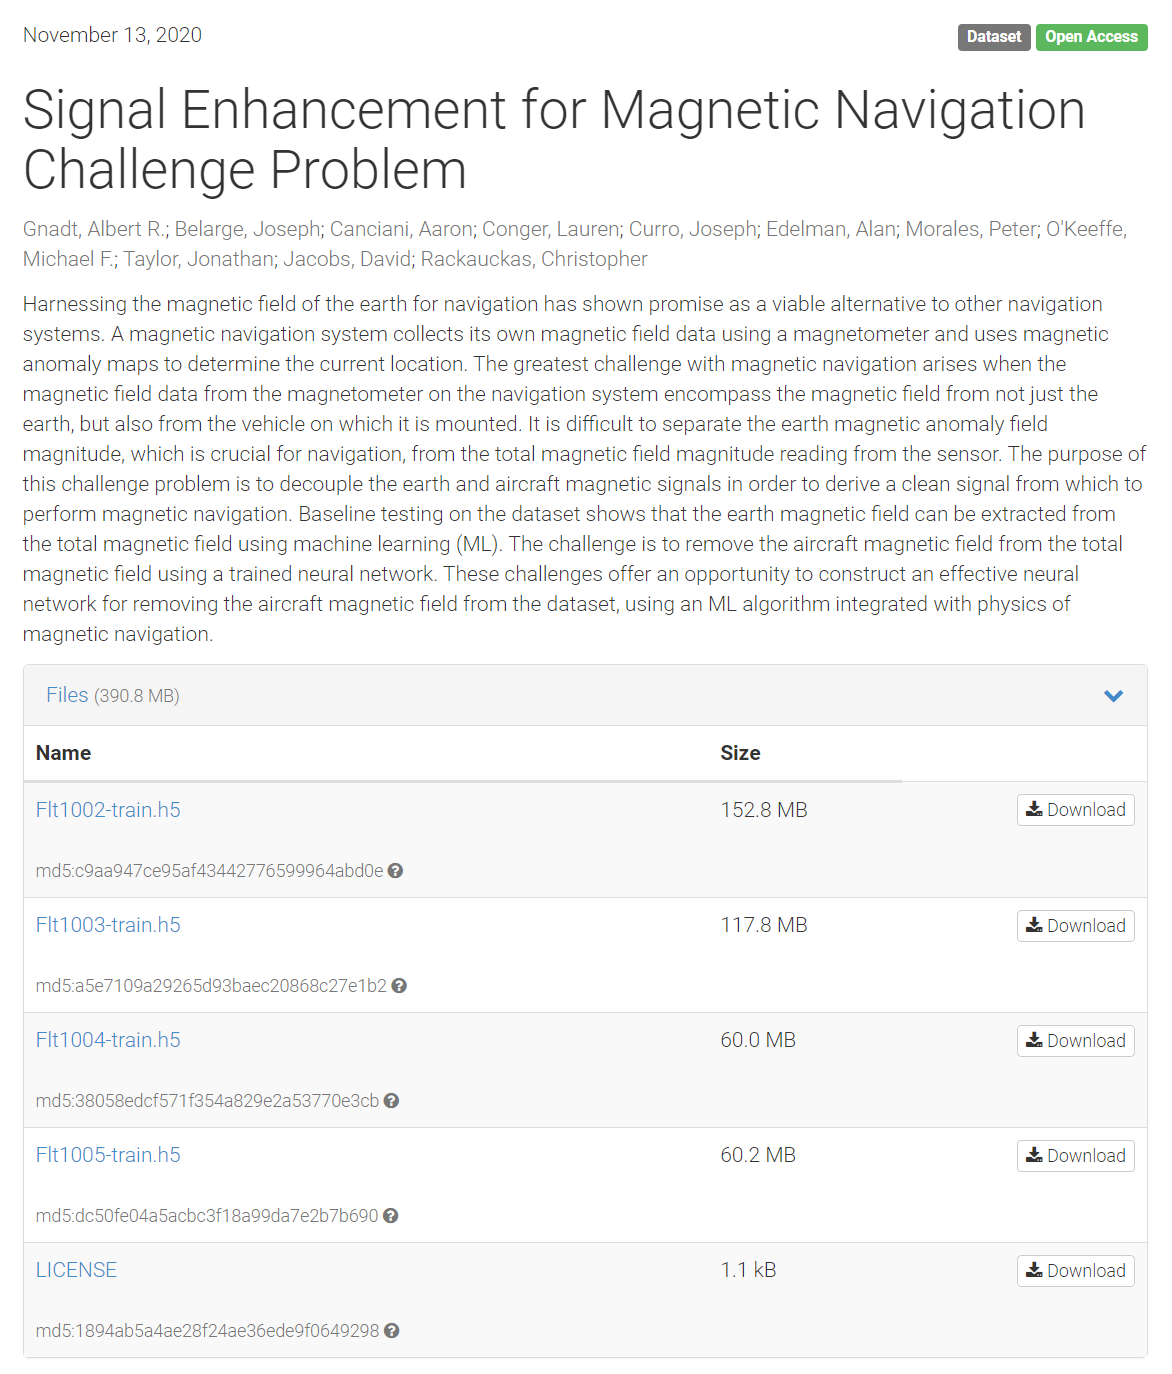 November 13, 2020
Dataset Open Access
Signal Enhancement for Magnetic Navigation
Challenge Problem
Gnadt, Albert R.; Belarge, Joseph; Canciani, Aaron; Conger, Lauren; Curro, Joseph; Edelman, Alan; Morales, Peter; O'Keeffe,
Michael F.; Taylor, Jonathan; Jacobs, David; Rackauckas, Christopher
Harnessing the magnetic field of the earth for navigation has shown promise as a viable alternative to other navigation
systems. A magnetic navigation system collects its own magnetic field data using a magnetometer and uses magnetic
anomaly maps to determine the current location. The greatest challenge with magnetic navigation arises when the
magnetic field data from the magnetometer on the navigation system encompass the magnetic field from not just the
earth, but also from the vehicle on which it is mounted. It is difficult to separate the earth magnetic anomaly field
magnitude, which is crucial for navigation, from the total magnetic field magnitude reading from the sensor. The purpose of
this challenge problem is to decouple the earth and aircraft magnetic signals in order to derive a clean signal from which to
perform magnetic navigation. Baseline testing on the dataset shows that the earth magnetic field can be extracted from
the total magnetic field using machine learning (ML). The challenge is to remove the aircraft magnetic field from the total
magnetic field using a trained neural network. These challenges offer an opportunity to construct an effective neural
network for removing the aircraft magnetic field from the dataset, using an ML algorithm integrated with physics of
magnetic navigation.
Files (390.8 MB)
Name Size
Flt1002-train.h5 152.8 MB Download
md5:c9aa947ce95af43442776599964abd0e
Flt1003-train.h5 117.8 MB Download
md5:a5e7109a29265d93baec20868c27e1b2
Flt1004-train.h5 60.0 MB Download
md5:38058edcf571f354a829e2a53770e3cb
Flt1005-train.h5 60.2 MB Download
md5:dc50fe04a5acbc3f18a99da7e2b7b690
LICENSE 1.1 kB Download
md5:1894ab5a4ae28f24ae36ede9f0649298